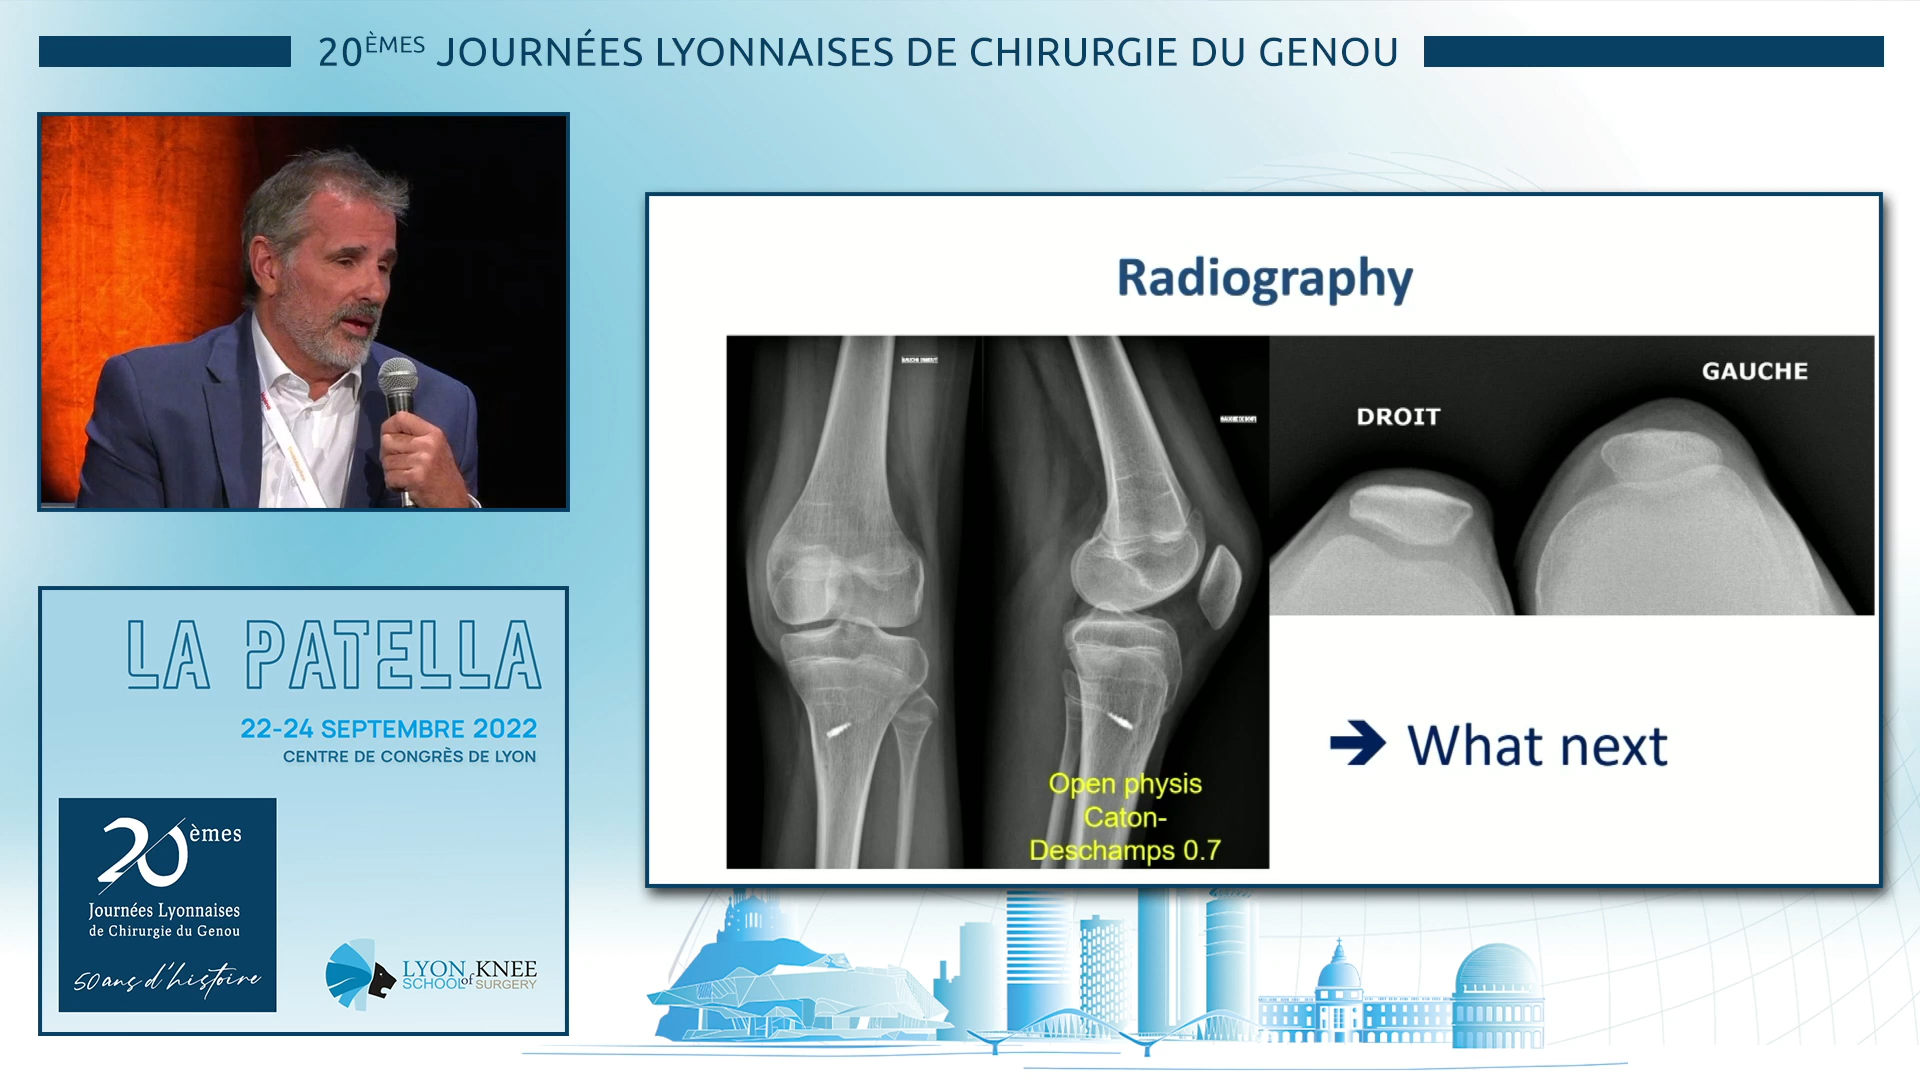 20ÈMES JOURNÉES LYONNAISES DE CHIRURGIE DU GENOU
Radiography
GAUCHE
DROIT
Open physis
Caton-
Deschamps 0.7
➔ What next
LA PATELLA
22-24 SEPTEMBRE 2022
CENTRE DE CONGRÈS DE LYON
20èmes
Journées Lyonnaises
de Chirurgie du Genou
50 ans d'histoire
LYON KNEE
SCHOOL of SURGERY